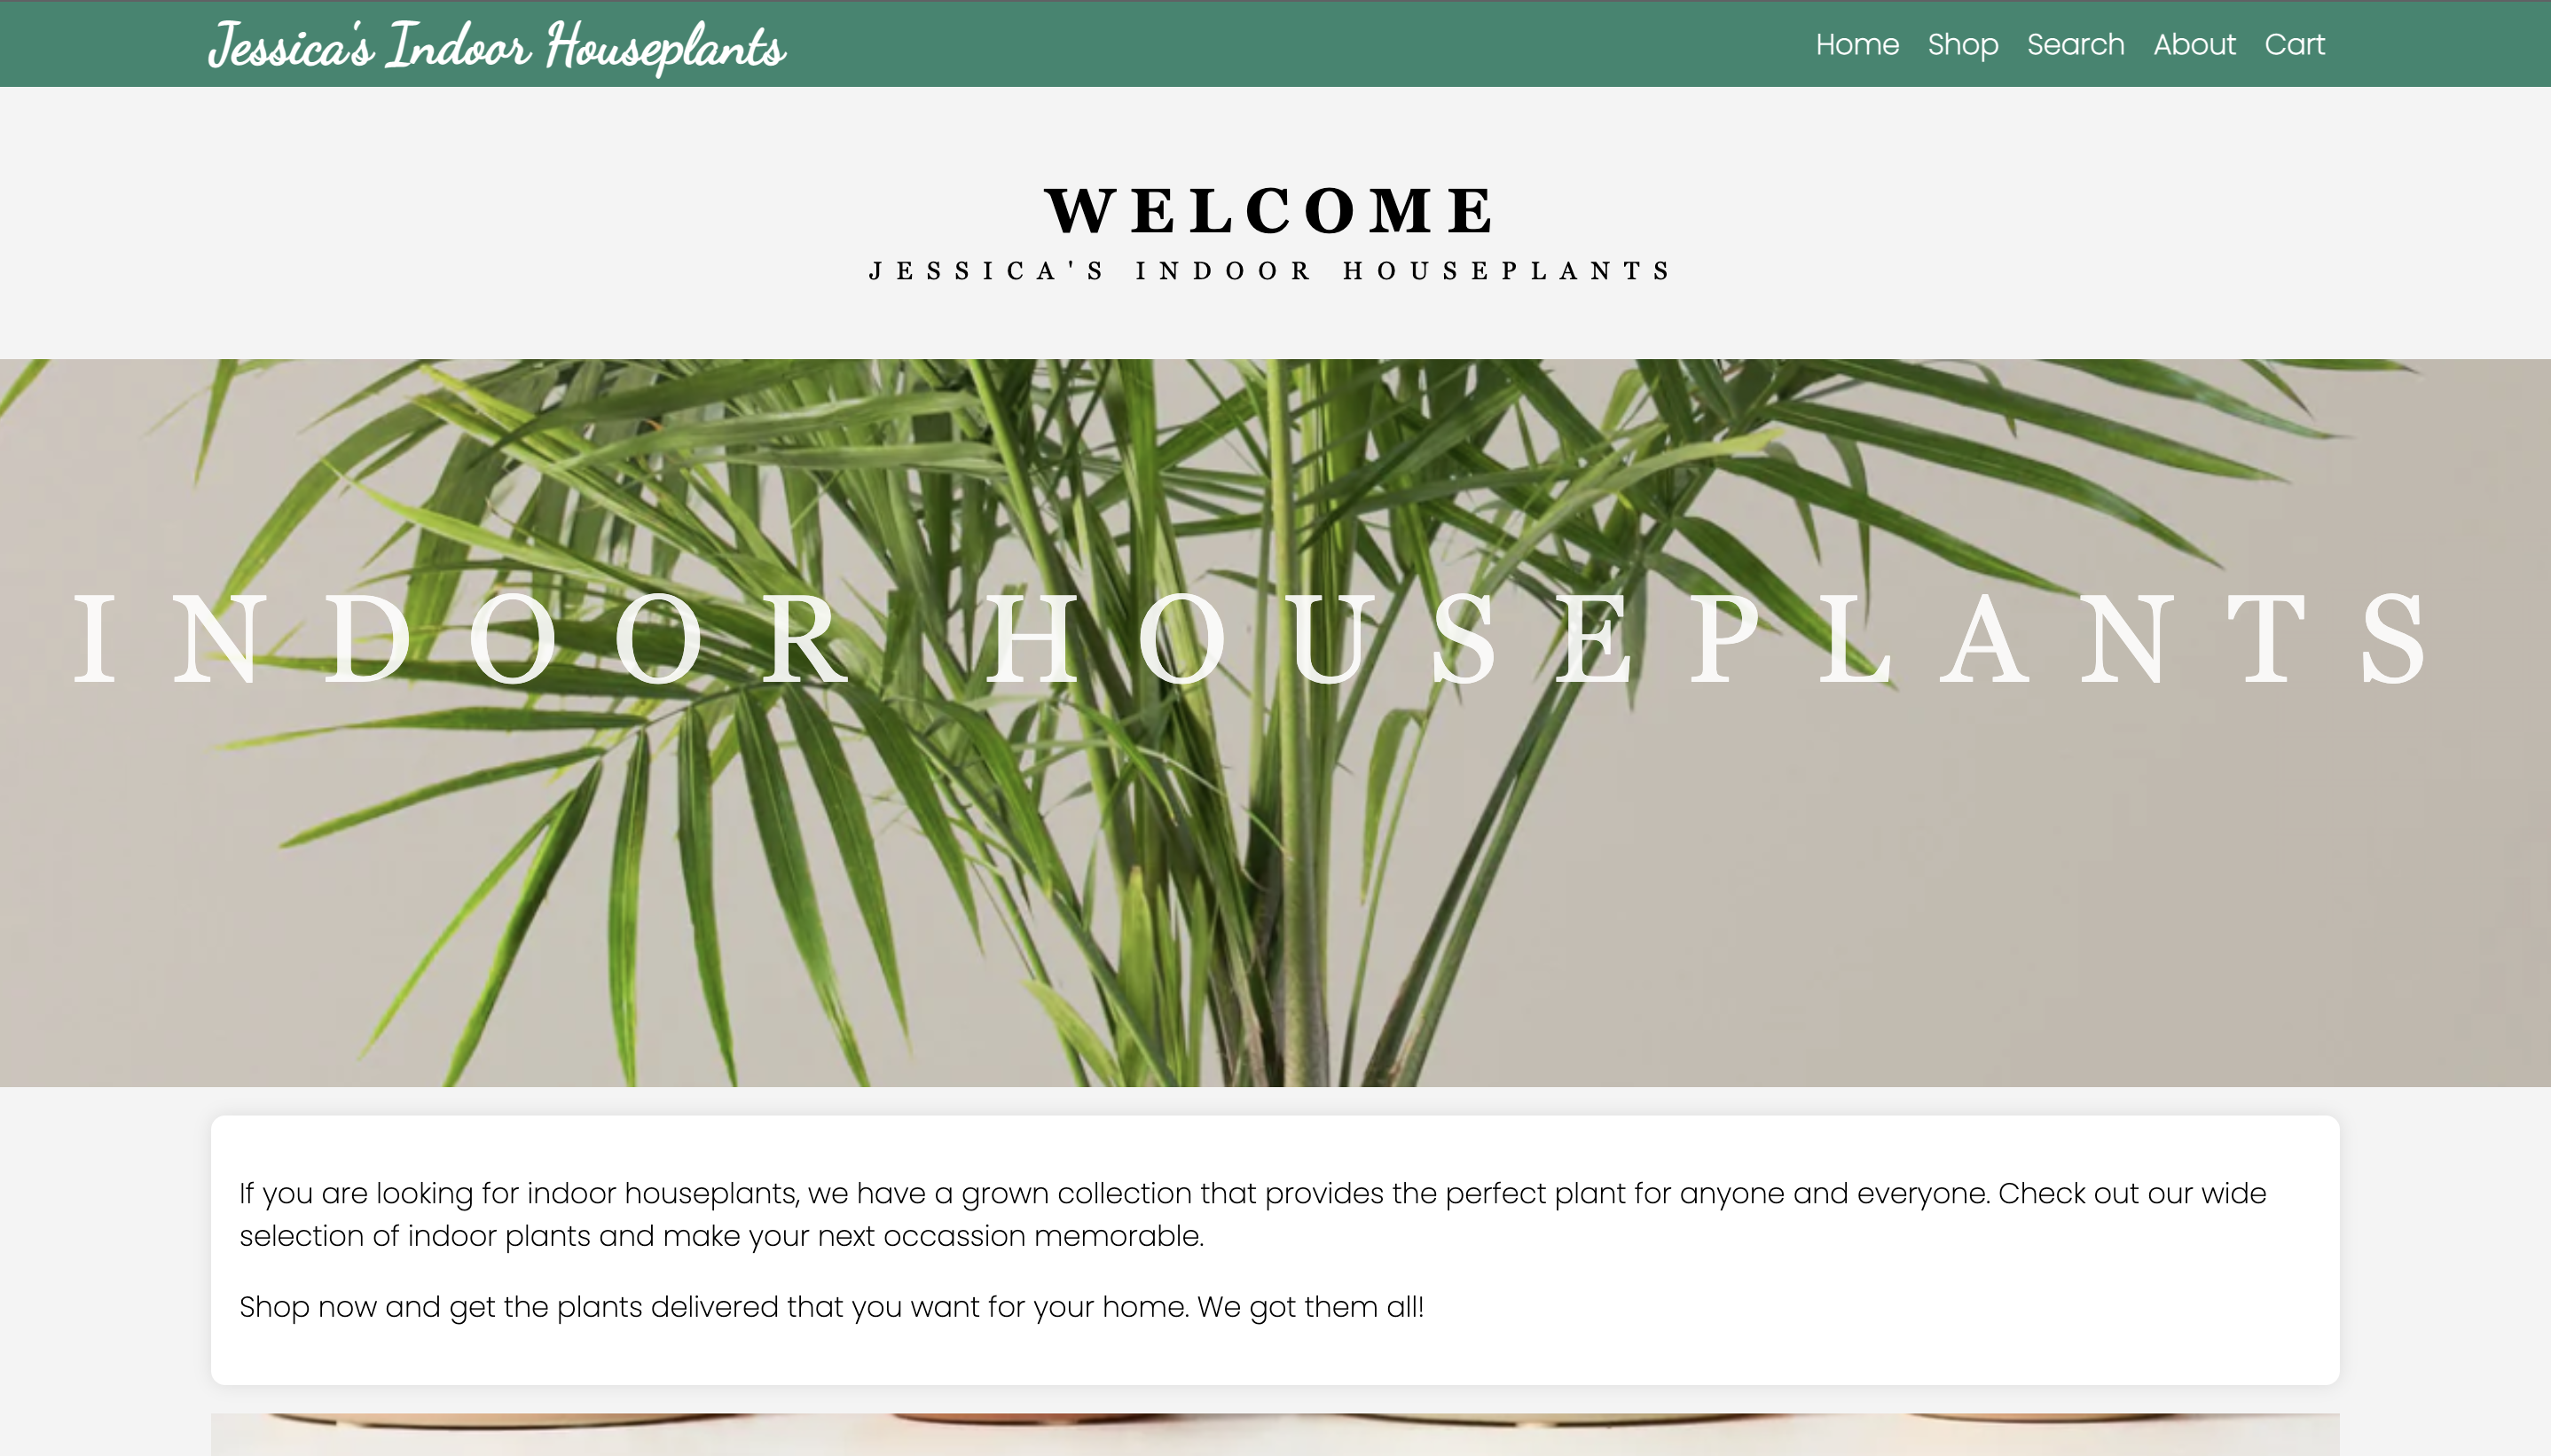 Jessica's Indoor Houseplants
Home Shop Search About Cart
WELCOME
JESSICA'S INDOOR HOUSEPLANTS
INDOOR HOUSEPLANTS
If you are looking for indoor houseplants, we have a grown collection that provides the perfect plant for anyone and everyone. Check out our wide
selection of indoor plants and make your next occassion memorable.
Shop now and get the plants delivered that you want for your home. We got them all!